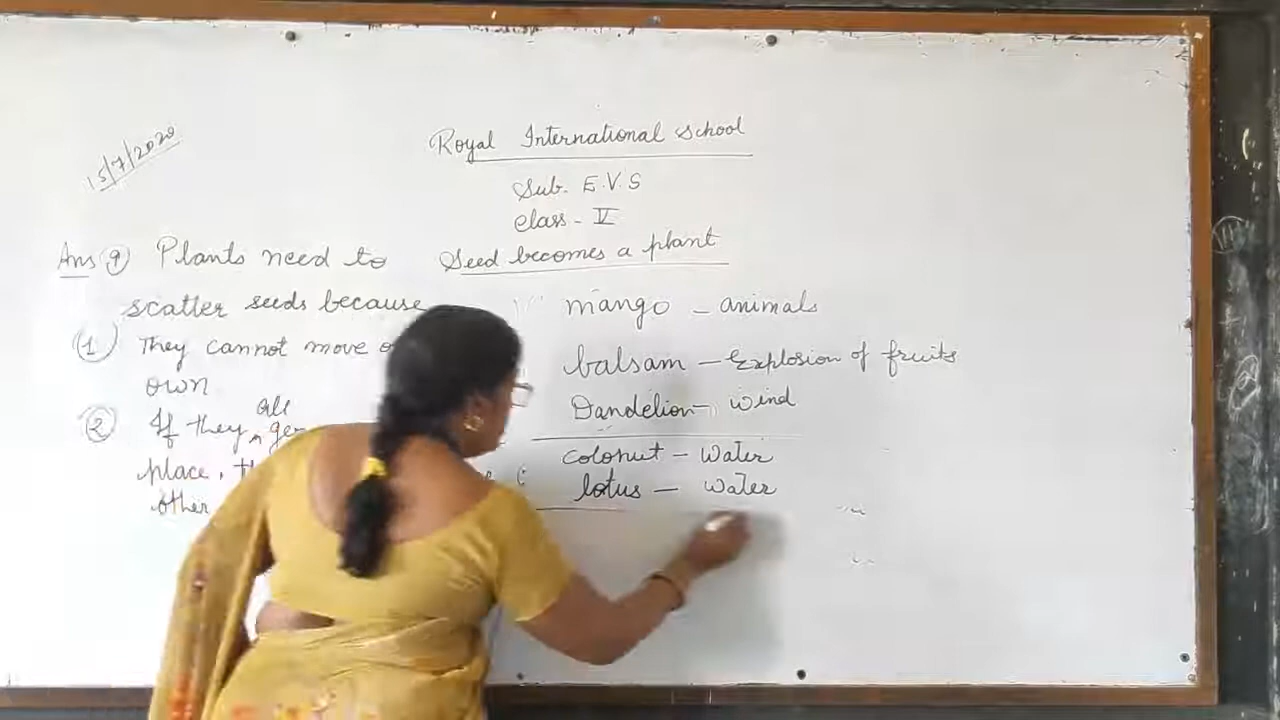 15/7/2020
Royal International School
Sub. E.V.S
Class - V
Seed becomes a plant
Ans 9 Plants need to
scatter seeds because
1 They cannot move
own
2 If they all
place,
other
mango - animals
balsam - Explosion of fruits
Dandelion - wind
coconut - Water
lotus - water